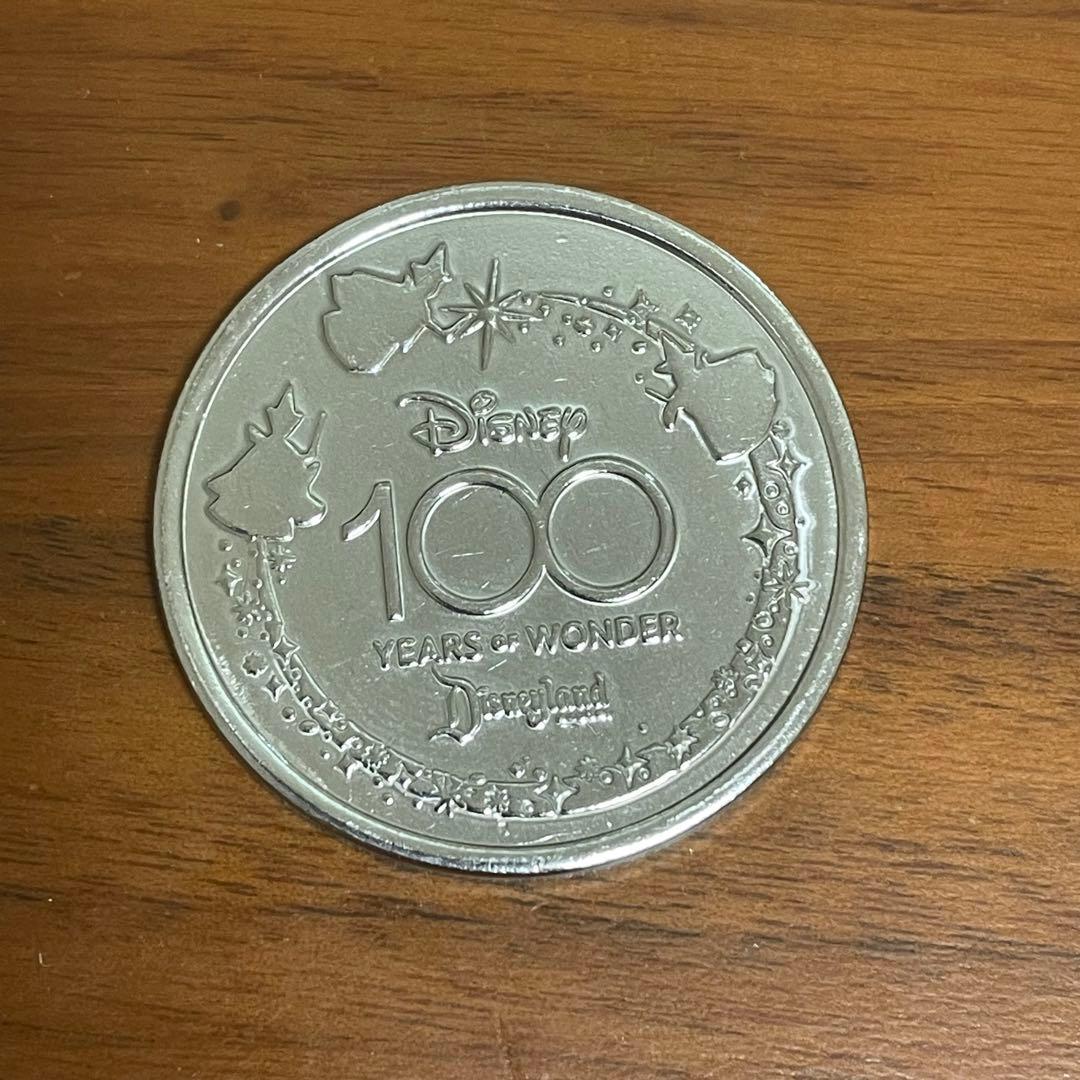 Disney
100
YEARS OF WONDER
Disneyland